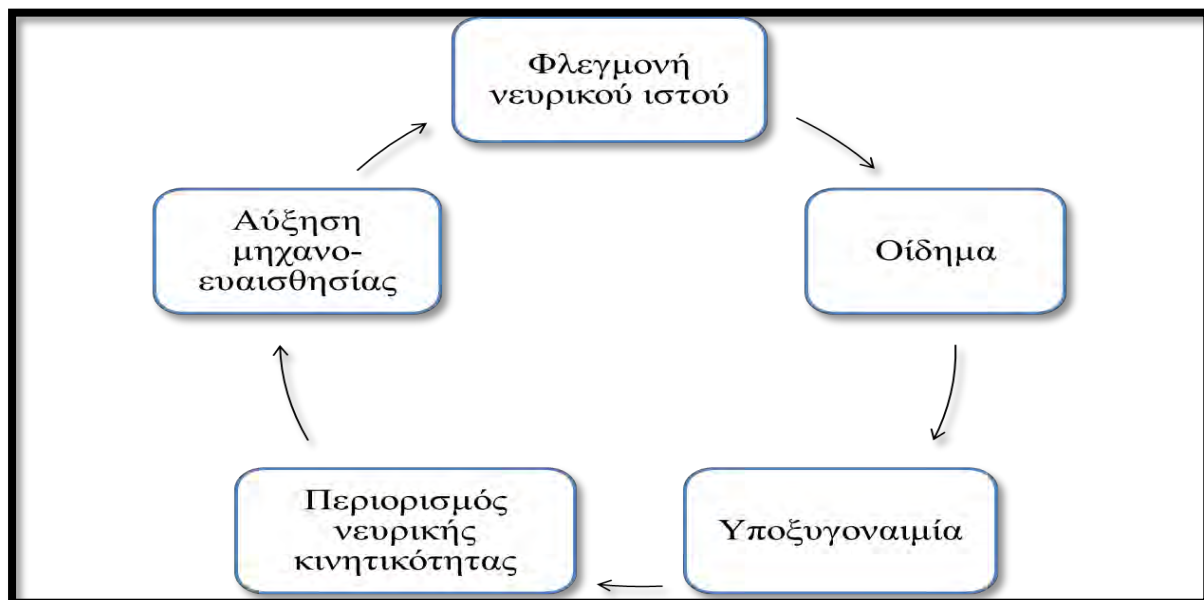 Φλεγμονή
νευρικού ιστού
Οίδημα
Υποξυγοναιμία
Περιορισμός
νευρικής
κινητικότητας
Αύξηση
μηχανο-
ευαισθησίας